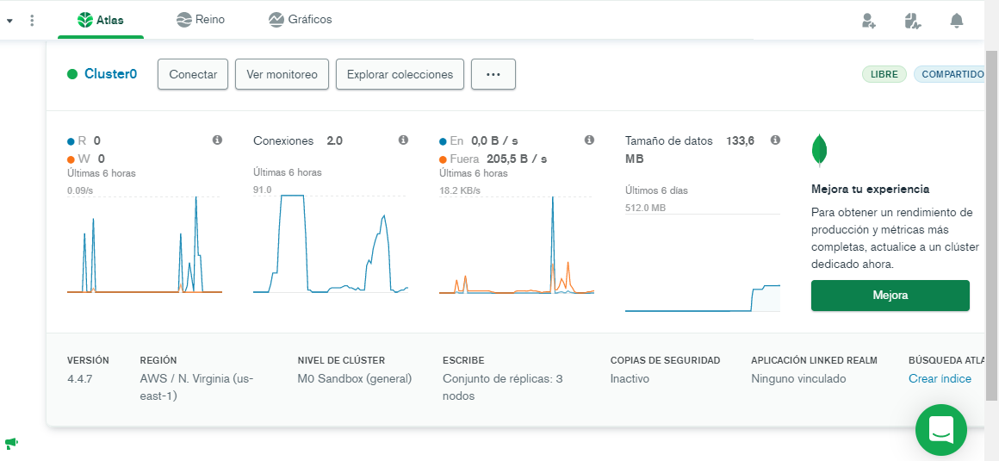 Atlas
Reino
Gráficos
Cluster0
Conectar
Ver monitoreo
Explorar colecciones
...
LIBRE
COMPARTIDO
R 0
W 0
Últimas 6 horas
0.09/s
Conexiones 2.0
Últimas 6 horas
91.0
En 0,0 B / s
Fuera 205,5 B / s
Últimas 6 horas
18.2 KB/s
Tamaño de datos 133,6
MB
Últimos 6 días
512.0 MB
Mejora tu experiencia
Para obtener un rendimiento de
producción y métricas más
completas, actualice a un clúster
dedicado ahora.
Mejora
VERSIÓN
4.4.7
REGIÓN
AWS / N. Virginia (us-
east-1)
NIVEL DE CLÚSTER
M0 Sandbox (general)
ESCRIBE
Conjunto de réplicas: 3
nodos
COPIAS DE SEGURIDAD
Inactivo
APLICACIÓN LINKED REALM
Ninguno vinculado
BÚSQUEDA ATLA
Crear índice